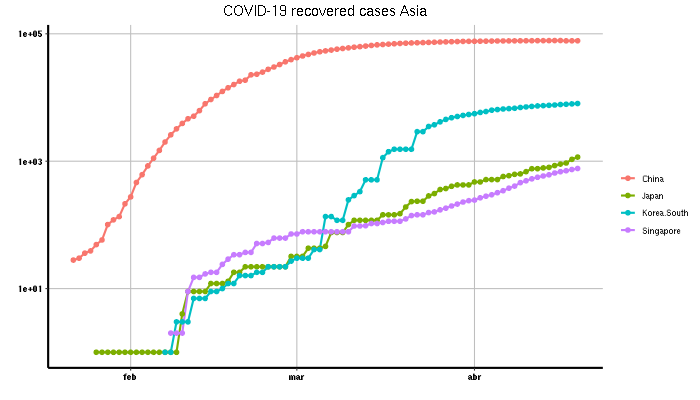 COVID-19 recovered cases Asia
1e+05
1e+03
1e+01
feb
mar
abr
China
Japan
Korea.South
Singapore